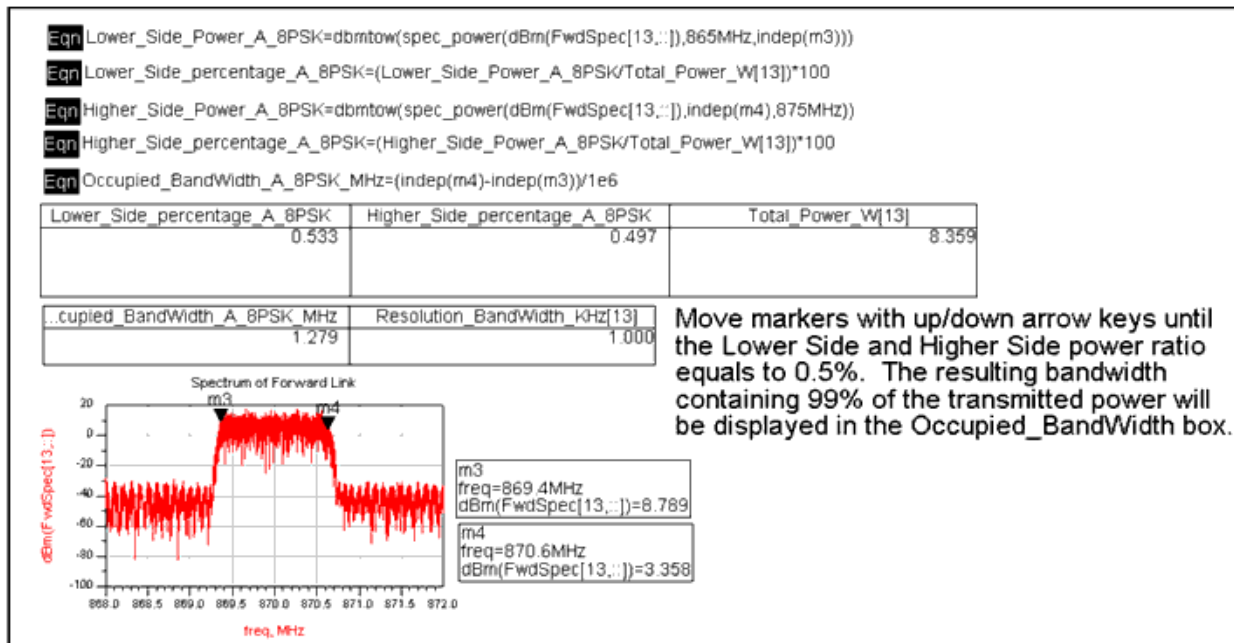 Eqn Lower_Side_Power_A_8PSK=dbmtow(spec_power(dBm(FwdSpec[13,::]),865MHz,indep(m3)))
Eqn Lower_Side_percentage_A_8PSK=(Lower_Side_Power_A_8PSK/Total_Power_W[13])*100
Eqn Higher_Side_Power_A_8PSK=dbmtow(spec_power(dBm(FwdSpec[13,::]),indep(m4),875MHz))
Eqn Higher_Side_percentage_A_8PSK=(Higher_Side_Power_A_8PSK/Total_Power_W[13])*100
Eqn Occupied_BandWidth_A_8PSK_MHz=(indep(m4)-indep(m3))/1e6
Lower_Side_percentage_A_8PSK Higher_Side_percentage_A_8PSK Total_Power_W[13]
0.533 0.497 8.359
...cupied_BandWidth_A_8PSK_MHz Resolution_BandWidth_KHz[13]
1.279 1.000
Move markers with up/down arrow keys until
the Lower Side and Higher Side power ratio
equals to 0.5%. The resulting bandwidth
containing 99% of the transmitted power will
be displayed in the Occupied_BandWidth box.
Spectrum of Forward Link
m3 m4
20
0
-20
-40
-60
-80
-100
dBm(FwdSpec[13,::])
868.0 868.5 869.0 869.5 870.0 870.5 871.0 871.5 972.0
freq, MHz
m3
freq=869.4MHz
dBm(FwdSpec[13,::])=8.789
m4
freq=870.6MHz
dBm(FwdSpec[13,::])=3.358